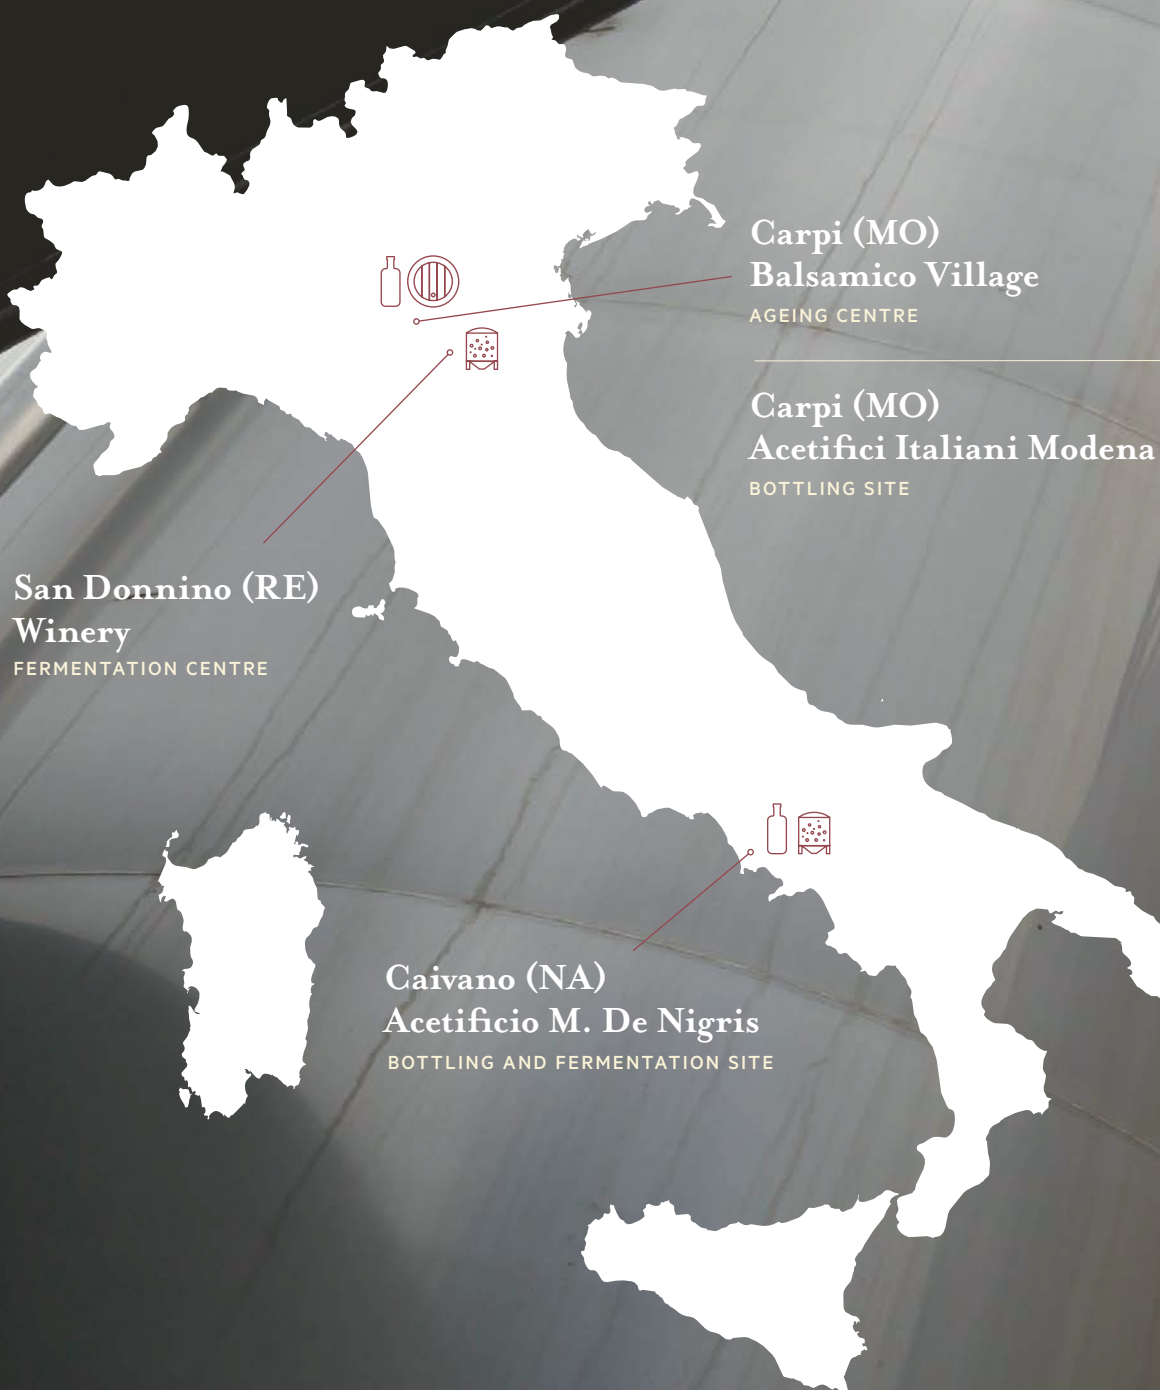 Carpi (MO)
Balsamico Village
AGEING CENTRE
Carpi (MO)
Acetifici Italiani Modena
BOTTLING SITE
San Donnino (RE)
Winery
FERMENTATION CENTRE
Caivano (NA)
Acetificio M. De Nigris
BOTTLING AND FERMENTATION SITE